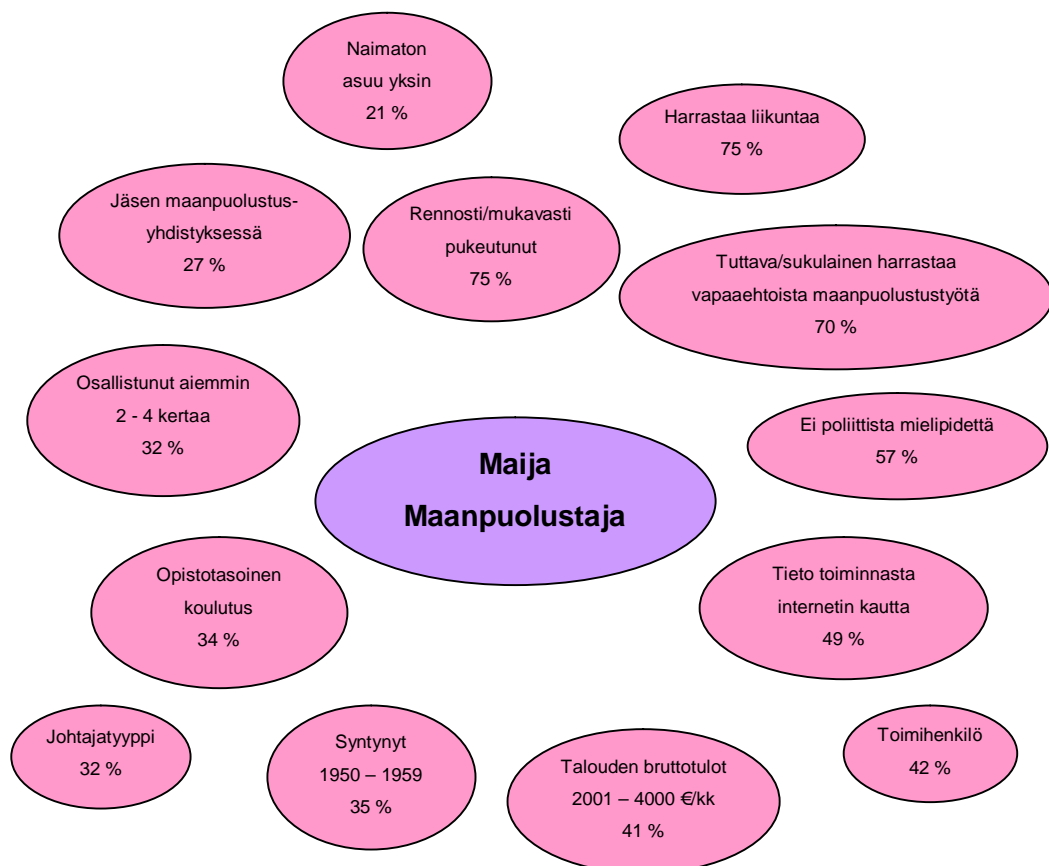 Naimaton
asuu yksin
21 %
Harrastaa liikuntaa
75 %
Jäsen maanpuolustus-
yhdistyksessä
27 %
Rennosti/mukavasti
pukeutunut
75 %
Tuttava/sukulainen harrastaa
vapaaehtoista maanpuolustustyötä
70 %
Osallistunut aiemmin
2 - 4 kertaa
32 %
Ei poliittista mielipidettä
57 %
Maija
Maanpuolustaja
Opistotasoinen
koulutus
34 %
Tieto toiminnasta
internetin kautta
49 %
Johtajatyyppi
32 %
Syntynyt
1950 – 1959
35 %
Talouden bruttotulot
2001 – 4000 €/kk
41 %
Toimihenkilö
42 %